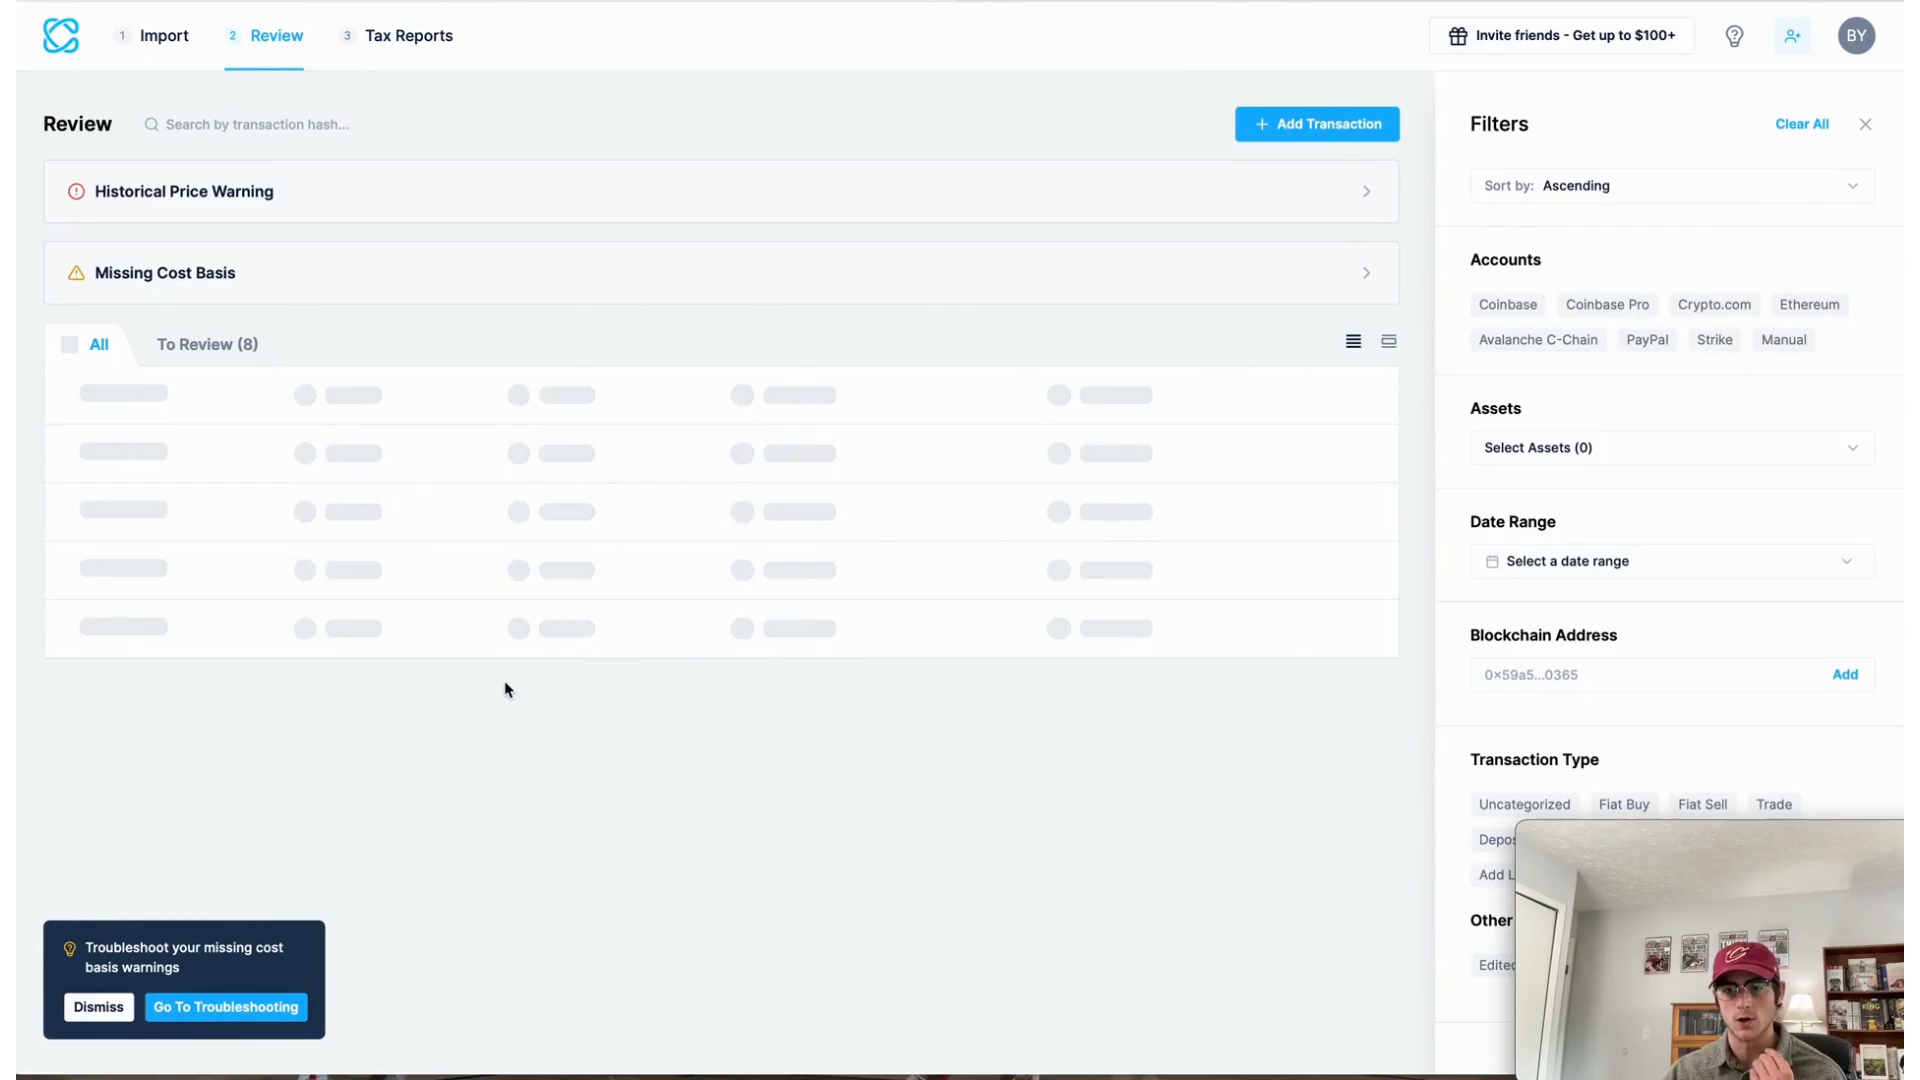 1 Import
2 Review
3 Tax Reports
Invite friends - Get up to $100+
BY
Review
Search by transaction hash...
+ Add Transaction
Historical Price Warning
Missing Cost Basis
All
To Review (8)
Troubleshoot your missing cost
basis warnings
Dismiss
Go To Troubleshooting
Filters
Clear All
Sort by: Ascending
Accounts
Coinbase Coinbase Pro Crypto.com Ethereum
Avalanche C-Chain PayPal Strike Manual
Assets
Select Assets (0)
Date Range
Select a date range
Blockchain Address
0x59a5...0365 Add
Transaction Type
Uncategorized Fiat Buy Fiat Sell Trade
Depos
Add L
Other
Edited